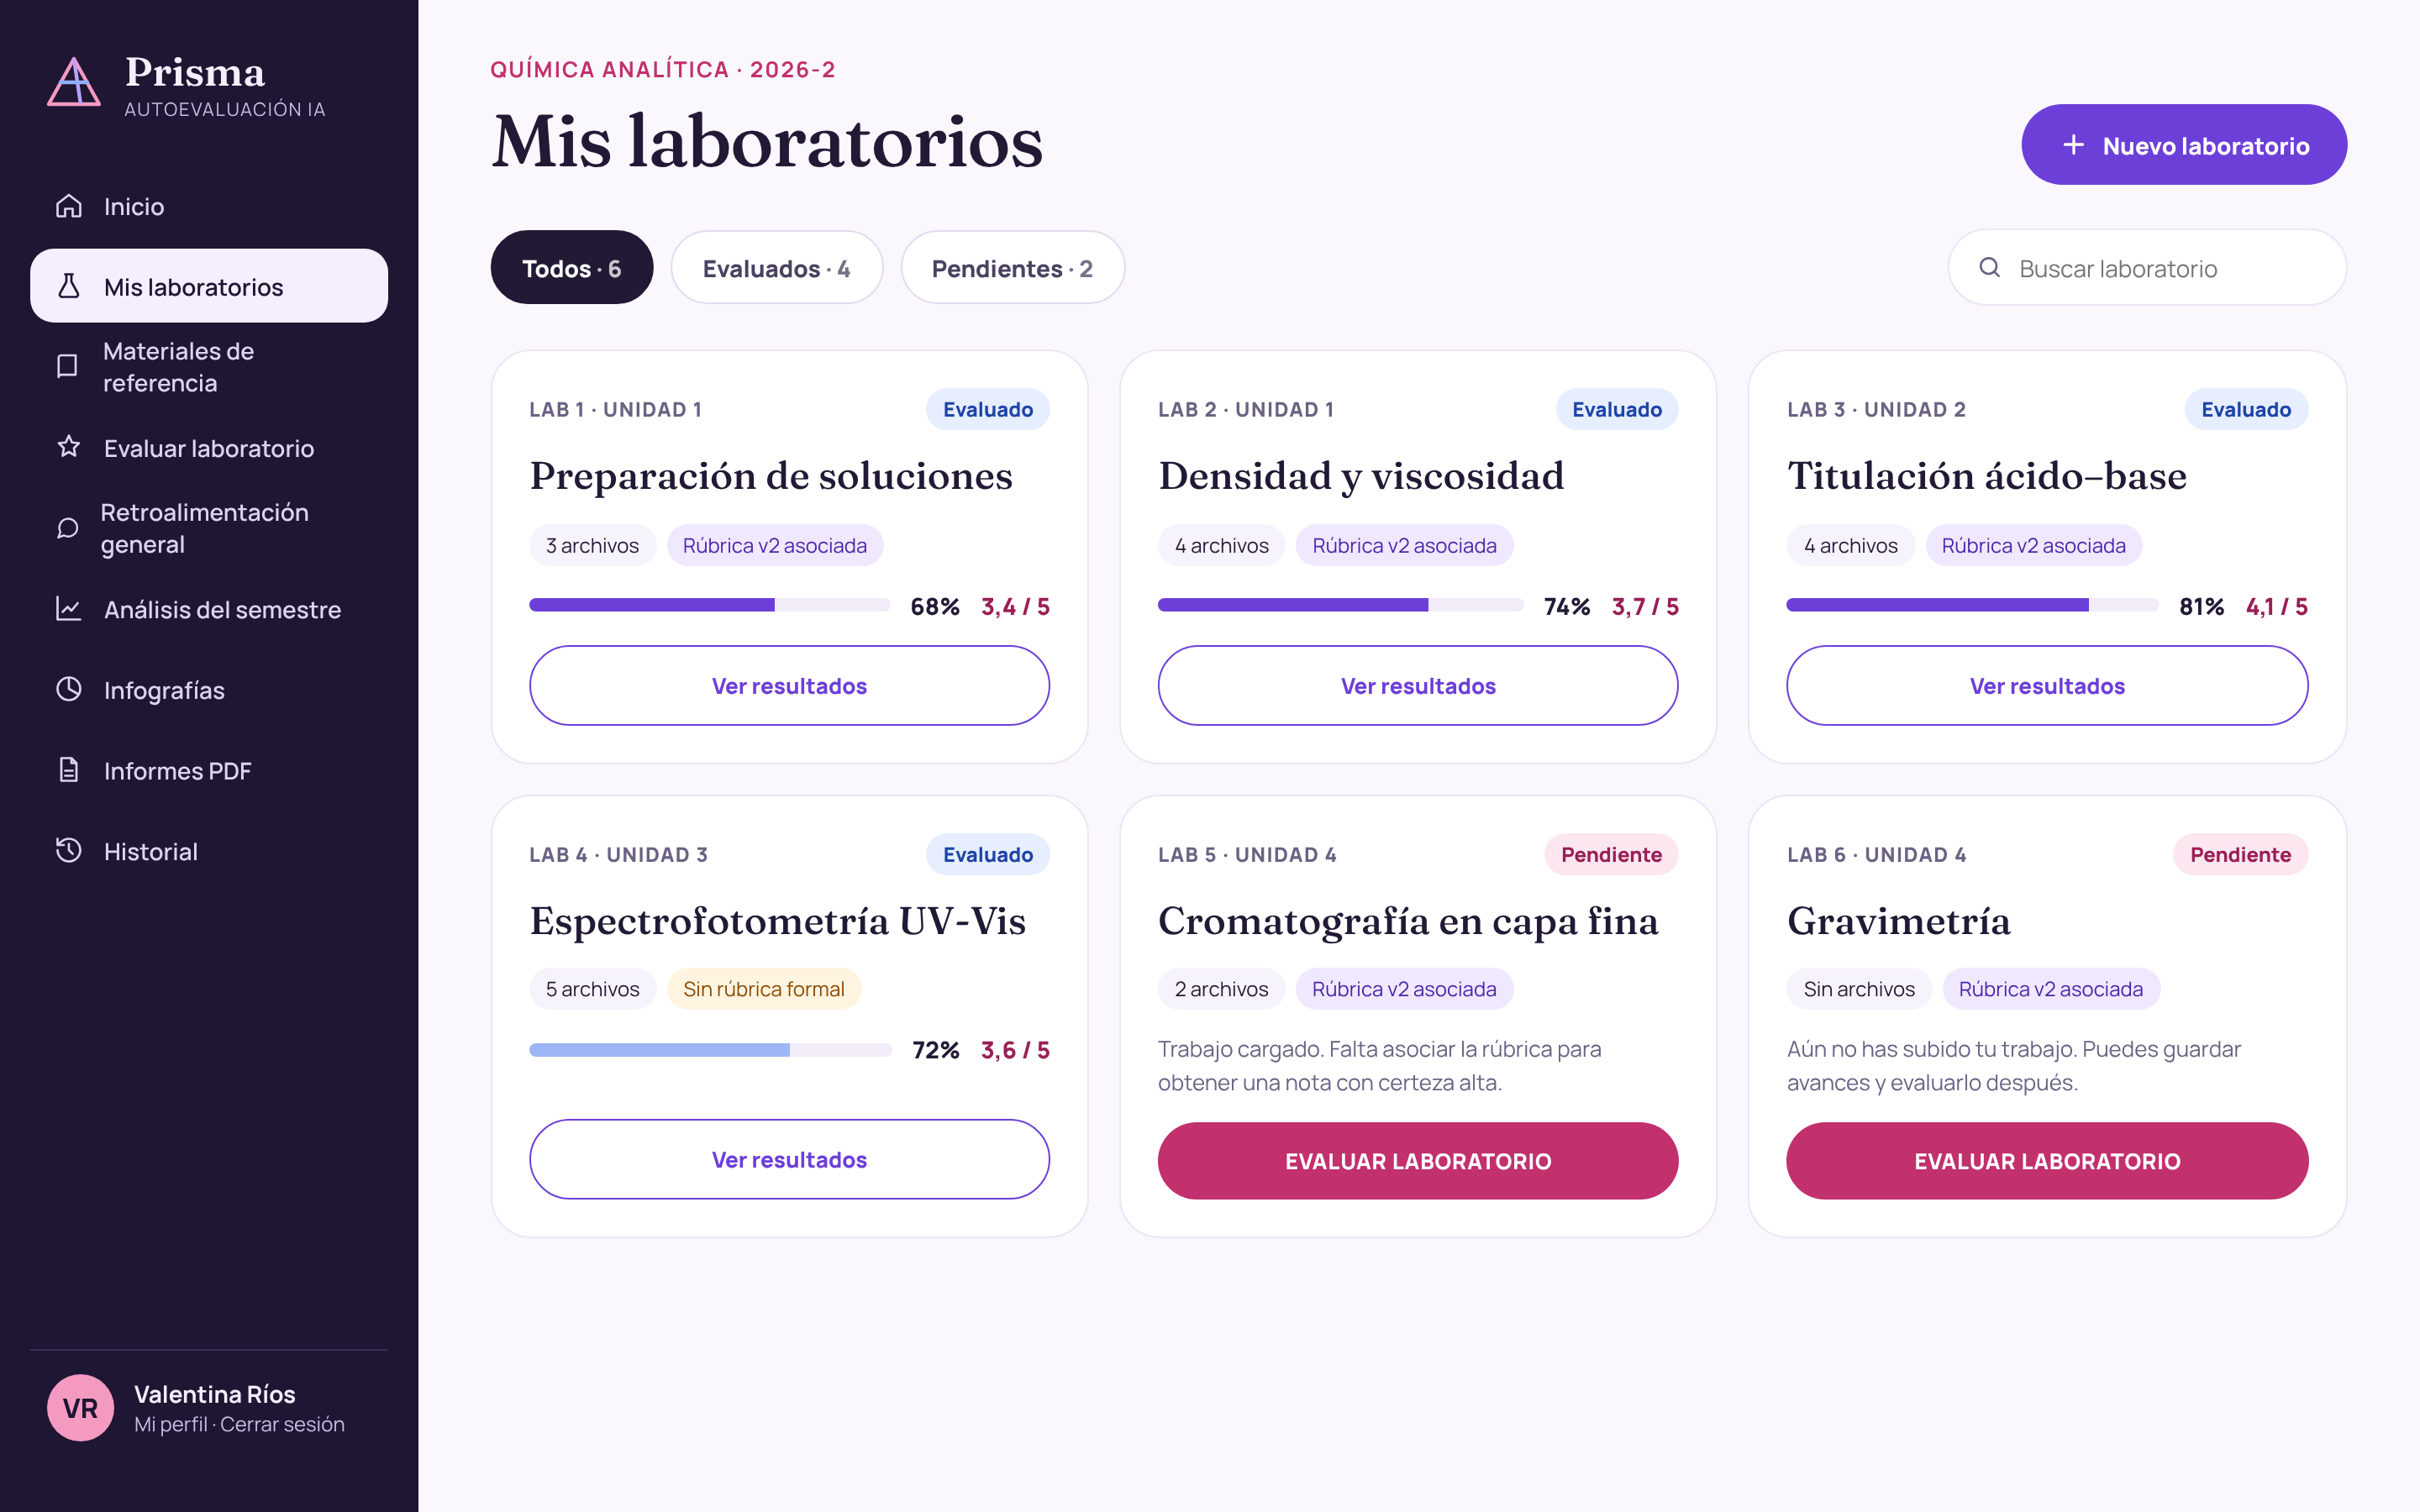 Prisma
AUTOEVALUACIÓN IA
Inicio
Mis laboratorios
Materiales de
referencia
Evaluar laboratorio
Retroalimentación
general
Análisis del semestre
Infografías
Informes PDF
Historial
VR
Valentina Ríos
Mi perfil · Cerrar sesión
QUÍMICA ANALÍTICA · 2026-2
Mis laboratorios
+ Nuevo laboratorio
Todos · 6
Evaluados · 4
Pendientes · 2
Buscar laboratorio
LAB 1 · UNIDAD 1
Evaluado
Preparación de soluciones
3 archivos
Rúbrica v2 asociada
68% 3,4 / 5
Ver resultados
LAB 2 · UNIDAD 1
Evaluado
Densidad y viscosidad
4 archivos
Rúbrica v2 asociada
74% 3,7 / 5
Ver resultados
LAB 3 · UNIDAD 2
Evaluado
Titulación ácido–base
4 archivos
Rúbrica v2 asociada
81% 4,1 / 5
Ver resultados
LAB 4 · UNIDAD 3
Evaluado
Espectrofotometría UV-Vis
5 archivos
Sin rúbrica formal
72% 3,6 / 5
Ver resultados
LAB 5 · UNIDAD 4
Pendiente
Cromatografía en capa fina
2 archivos
Rúbrica v2 asociada
Trabajo cargado. Falta asociar la rúbrica para
obtener una nota con certeza alta.
EVALUAR LABORATORIO
LAB 6 · UNIDAD 4
Pendiente
Gravimetría
Sin archivos
Rúbrica v2 asociada
Aún no has subido tu trabajo. Puedes guardar
avances y evaluarlo después.
EVALUAR LABORATORIO